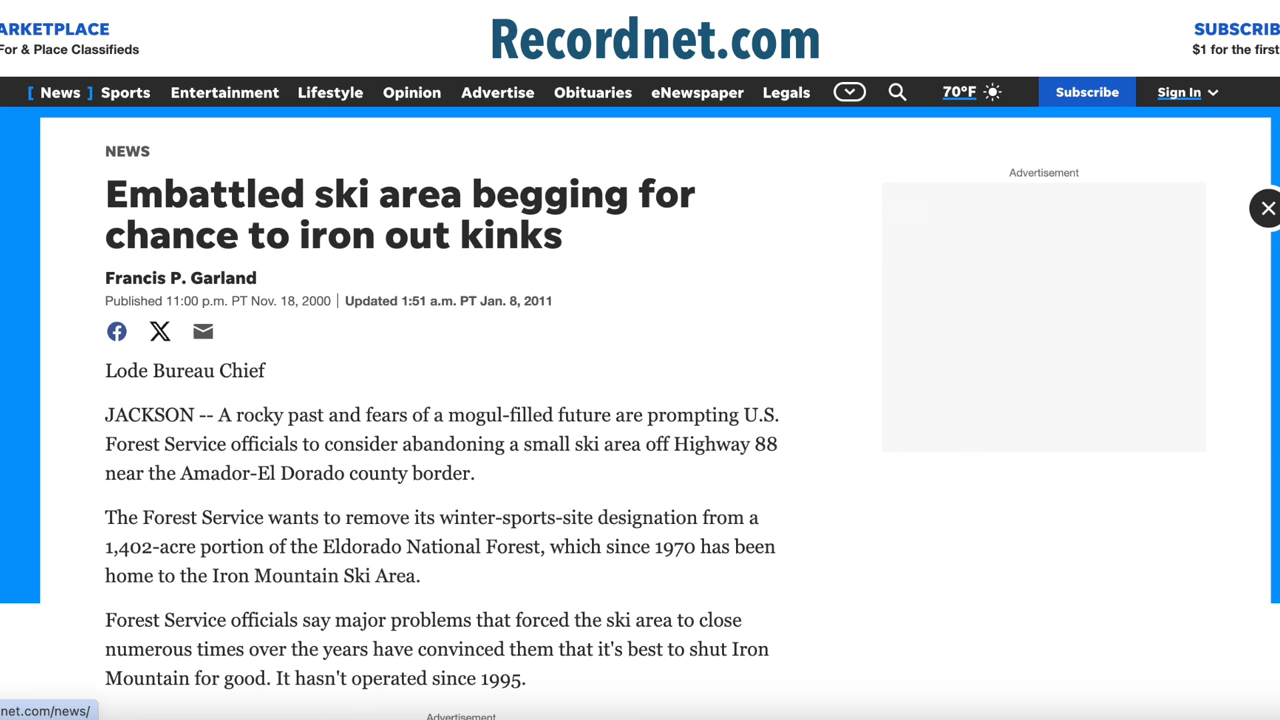 ARKETPLACE
For & Place Classifieds
Recordnet.com
SUBSCRIB
$1 for the first
[ News ] Sports Entertainment Lifestyle Opinion Advertise Obituaries eNewspaper Legals 70°F Subscribe Sign In
NEWS
Advertisement
Embattled ski area begging for
chance to iron out kinks
Francis P. Garland
Published 11:00 p.m. PT Nov. 18, 2000 | Updated 1:51 a.m. PT Jan. 8, 2011
Lode Bureau Chief
JACKSON -- A rocky past and fears of a mogul-filled future are prompting U.S.
Forest Service officials to consider abandoning a small ski area off Highway 88
near the Amador-El Dorado county border.
The Forest Service wants to remove its winter-sports-site designation from a
1,402-acre portion of the Eldorado National Forest, which since 1970 has been
home to the Iron Mountain Ski Area.
Forest Service officials say major problems that forced the ski area to close
numerous times over the years have convinced them that it's best to shut Iron
Mountain for good. It hasn't operated since 1995.
net.com/news/
Advertisement